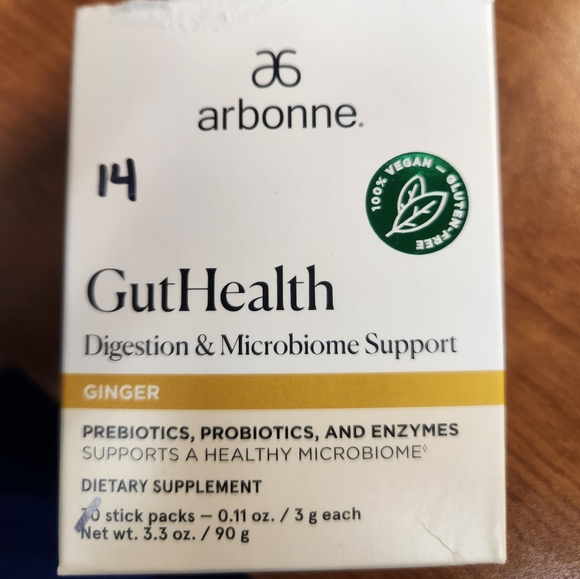 arbonne.
14
100% VEGAN — GLUTEN-FREE
GutHealth
Digestion & Microbiome Support
GINGER
PREBIOTICS, PROBIOTICS, AND ENZYMES
SUPPORTS A HEALTHY MICROBIOME◊
DIETARY SUPPLEMENT
stick packs — 0.11 oz. / 3 g each
Net wt. 3.3 oz. / 90 g